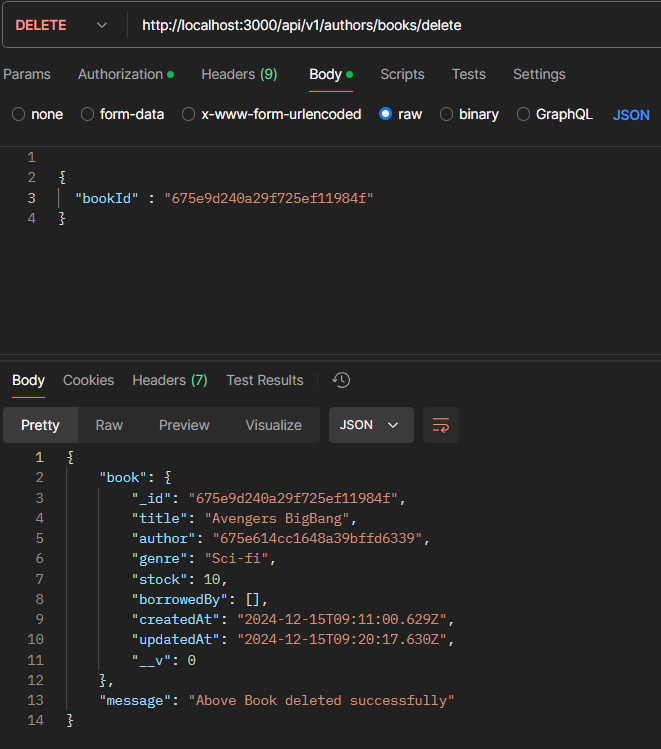 DELETE http://localhost:3000/api/v1/authors/books/delete
Params Authorization Headers (9) Body Scripts Tests Settings
none form-data x-www-form-urlencoded raw binary GraphQL JSON
1
2 {
3 "bookId" : "675e9d240a29f725ef11984f"
4 }
Body Cookies Headers (7) Test Results
Pretty Raw Preview Visualize JSON
1 {
2 "book": {
3 "_id": "675e9d240a29f725ef11984f",
4 "title": "Avengers BigBang",
5 "author": "675e614cc1648a39bffd6339",
6 "genre": "Sci-fi",
7 "stock": 10,
8 "borrowedBy": [],
9 "createdAt": "2024-12-15T09:11:00.629Z",
10 "updatedAt": "2024-12-15T09:20:17.630Z",
11 "__v": 0
12 },
13 "message": "Above Book deleted successfully"
14 }